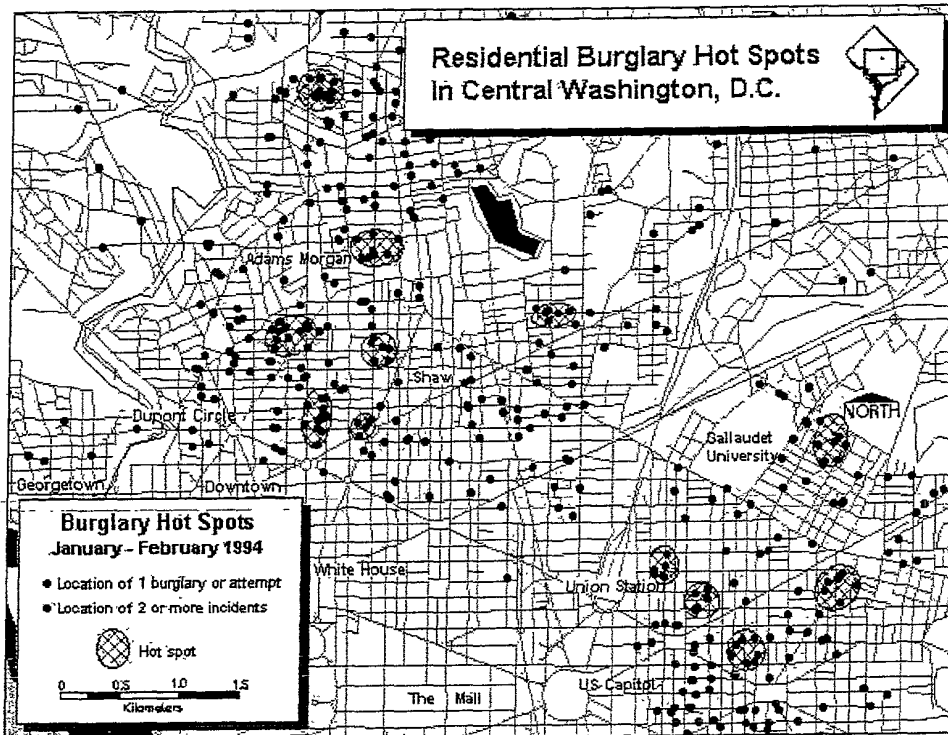 Residential Burglary Hot Spots
in Central Washington, D.C.
Adams Morgan
Shaw
Dupont Circle
NORTH
Gallaudet
University
Georgetown
Downtown
Burglary Hot Spots
January - February 1994
Location of 1 burglary or attempt
Location of 2 or more incidents
Hot spot
0 0.5 1.0 1.5
Kilometers
White House
Union Station
US Capitol
The Mall